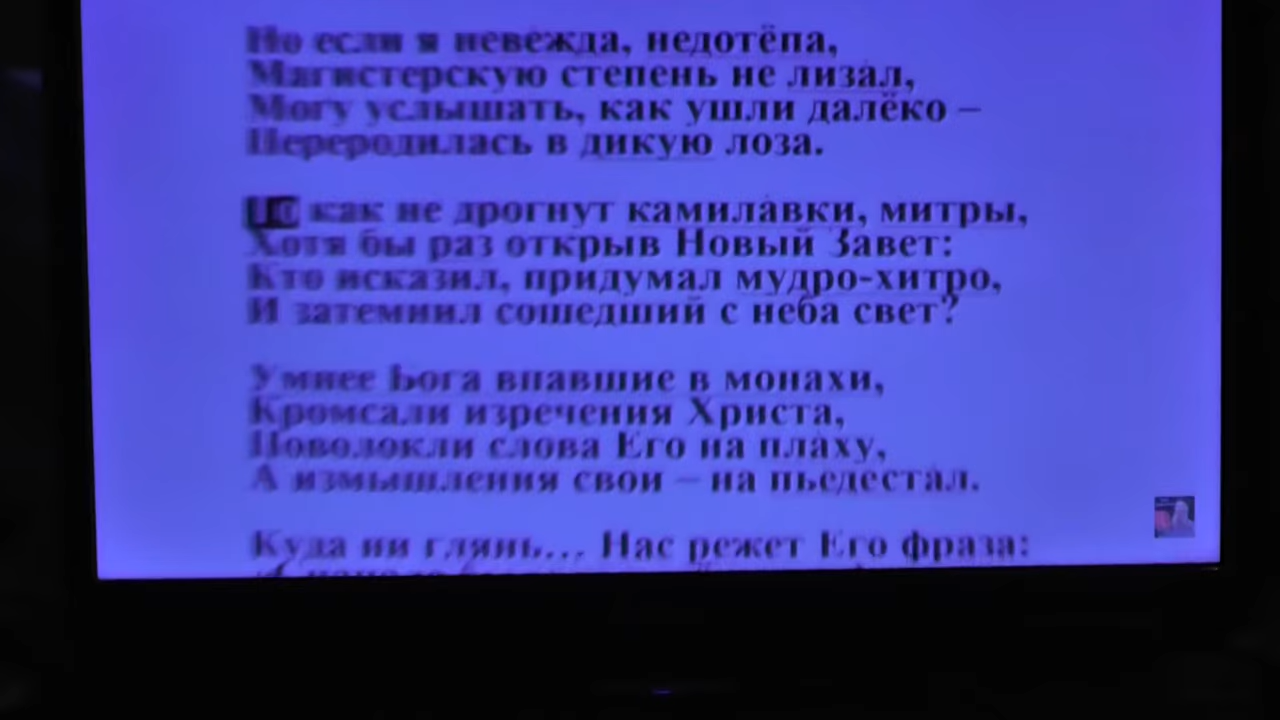 Но если я невежда, недотёпа,
Магистерскую степень не лизал,
Могу услышать, как ушли далёко –
Переродилась в дикую лоза.
как не дрогнут камилавки, митры,
Хотя бы раз открыв Новый Завет:
Кто исказил, придумал мудро-хитро,
И затемнил сошедший с неба свет?
Умнее Бога впавшие в монахи,
Кромсали изречения Христа,
Поволокли слова Его на плаху,
А измышления свои – на пьедестал.
Куда ни глянь... Нас режет Его фраза: